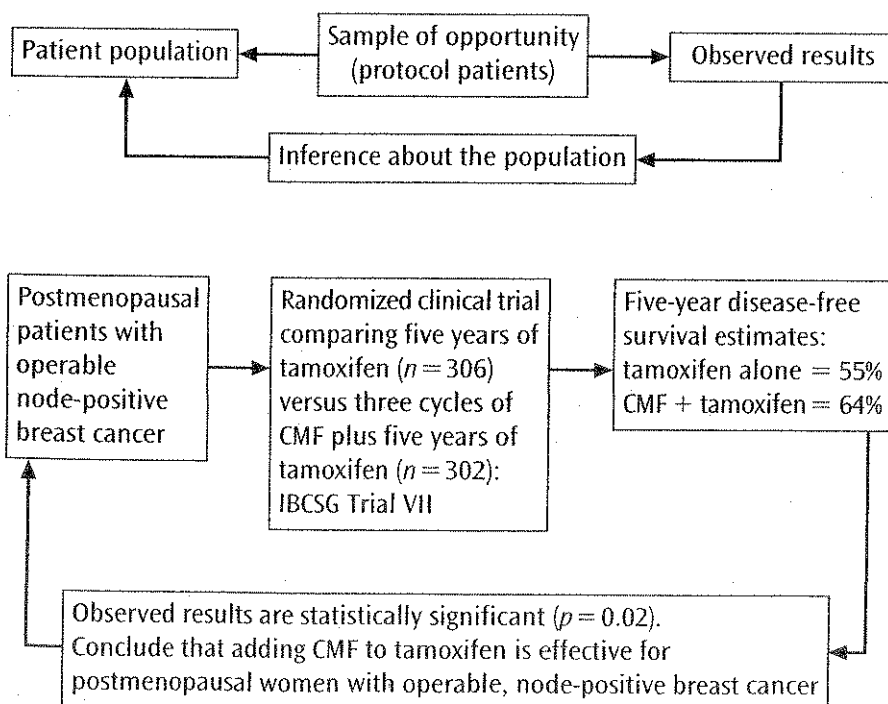 Patient population
Sample of opportunity
(protocol patients)
Observed results
Inference about the population
Postmenopausal
patients with
operable
node-positive
breast cancer
Randomized clinical trial
comparing five years of
tamoxifen (n = 306)
versus three cycles of
CMF plus five years of
tamoxifen (n = 302):
IBCSG Trial VII
Five-year disease-free
survival estimates:
tamoxifen alone = 55%
CMF + tamoxifen = 64%
Observed results are statistically significant (p = 0.02).
Conclude that adding CMF to tamoxifen is effective for
postmenopausal women with operable, node-positive breast cancer